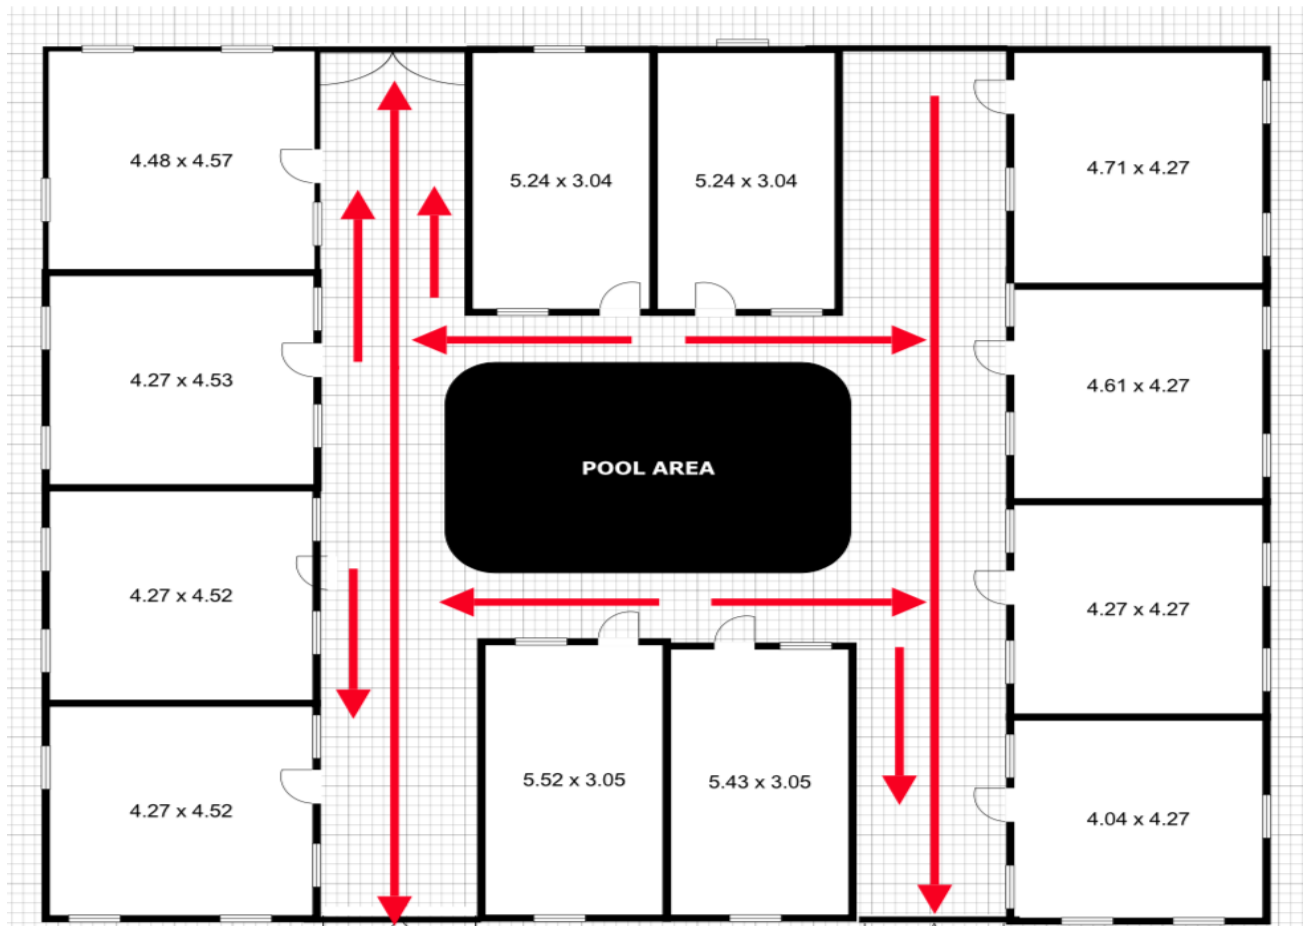 4.48 x 4.57
5.24 x 3.04
5.24 x 3.04
4.71 x 4.27
4.27 x 4.53
4.61 x 4.27
POOL AREA
4.27 x 4.52
4.27 x 4.27
5.52 x 3.05
5.43 x 3.05
4.27 x 4.52
4.04 x 4.27